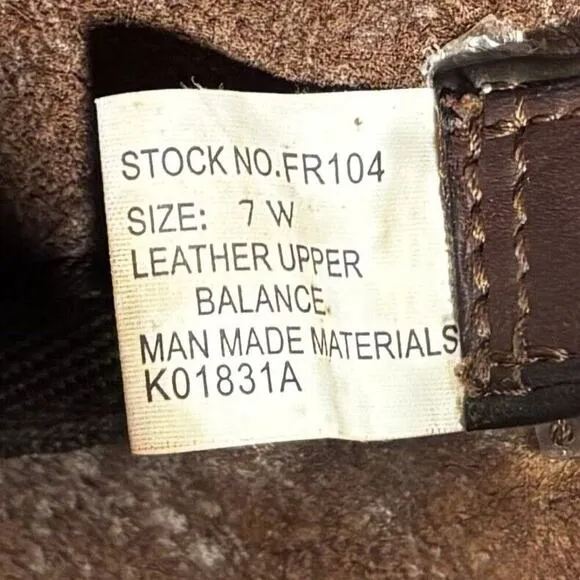 STOCK NO.FR104
SIZE: 7 W
LEATHER UPPER
BALANCE.
MAN MADE MATERIALS
K01831A